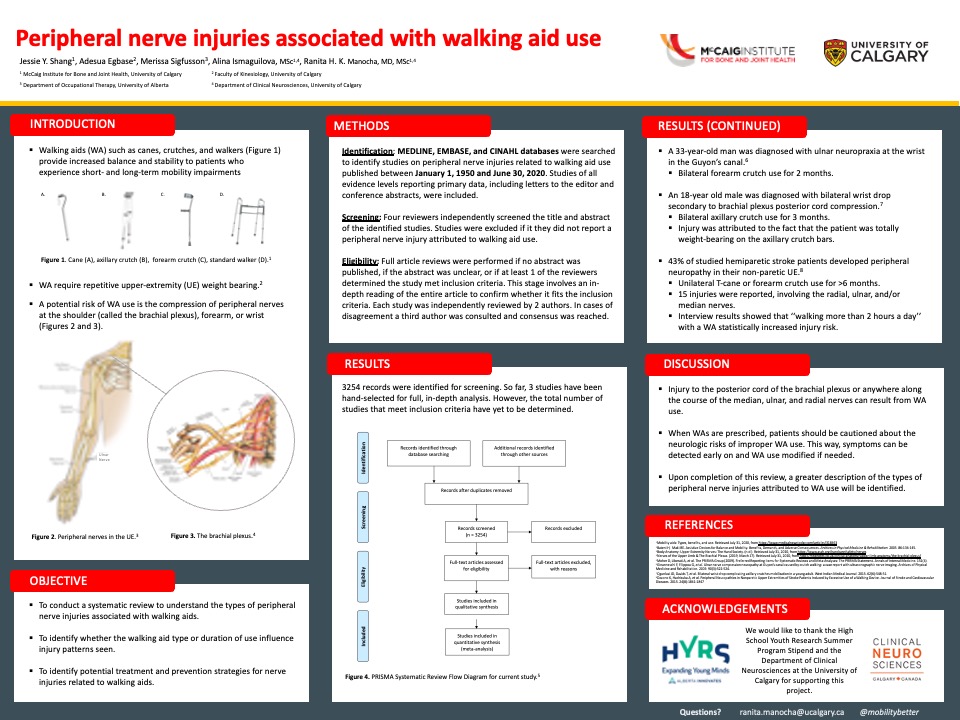 Peripheral nerve injuries associated with walking aid use
Jessie Y. Shang1, Adesua Egbase2, Merissa Sigfusson3, Alina Ismaguilova, MSc1,4, Ranita H. K. Manocha, MD, MSc1,4
1 McCaig Institute for Bone and Joint Health, University of Calgary
2 Faculty of Kinesiology, University of Calgary
3 Department of Occupational Therapy, University of Alberta
4 Department of Clinical Neurosciences, University of Calgary
McCAIG INSTITUTE
FOR BONE AND JOINT HEALTH
UNIVERSITY OF
CALGARY
INTRODUCTION
▪ Walking aids (WA) such as canes, crutches, and walkers (Figure 1)
provide increased balance and stability to patients who
experience short- and long-term mobility impairments
A. B. C. D.
Figure 1. Cane (A), axillary crutch (B), forearm crutch (C), standard walker (D).1
▪ WA require repetitive upper-extremity (UE) weight bearing.2
▪ A potential risk of WA use is the compression of peripheral nerves
at the shoulder (called the brachial plexus), forearm, or wrist
(Figures 2 and 3).
Ulnar
Nerve
Figure 2. Peripheral nerves in the UE.3
Figure 3. The brachial plexus.4
OBJECTIVE
▪ To conduct a systematic review to understand the types of peripheral
nerve injuries associated with walking aids.
▪ To identify whether the walking aid type or duration of use influence
injury patterns seen.
▪ To identify potential treatment and prevention strategies for nerve
injuries related to walking aids.
METHODS
Identification: MEDLINE, EMBASE, and CINAHL databases were searched
to identify studies on peripheral nerve injuries related to walking aid use
published between January 1, 1950 and June 30, 2020. Studies of all
evidence levels reporting primary data, including letters to the editor and
conference abstracts, were included.
Screening: Four reviewers independently screened the title and abstract
of the identified studies. Studies were excluded if it they did not report a
peripheral nerve injury attributed to walking aid use.
Eligibility: Full article reviews were performed if no abstract was
published, if the abstract was unclear, or if at least 1 of the reviewers
determined the study met inclusion criteria. This stage involves an in-
depth reading of the entire article to confirm whether it fits the inclusion
criteria. Each study was independently reviewed by 2 authors. In cases of
disagreement a third author was consulted and consensus was reached.
RESULTS
3254 records were identified for screening. So far, 3 studies have been
hand-selected for full, in-depth analysis. However, the total number of
studies that meet inclusion criteria have yet to be determined.
Identification
Records identified through
database searching
Additional records identified
through other sources
Records after duplicates removed
Screening
Records screened
(n = 3254)
Records excluded
Eligibility
Full-text articles assessed
for eligibility
Full-text articles excluded,
with reasons
Studies included in
qualitative synthesis
Included
Studies included in
quantitative synthesis
(meta-analysis)
Figure 4. PRISMA Systematic Review Flow Diagram for current study.5
RESULTS (CONTINUED)
▪ A 33-year-old man was diagnosed with ulnar neuropraxia at the wrist
in the Guyon's canal.6
▪ Bilateral forearm crutch use for 2 months.
▪ An 18-year old male was diagnosed with bilateral wrist drop
secondary to brachial plexus posterior cord compression.7
▪ Bilateral axillary crutch use for 3 months.
▪ Injury was attributed to the fact that the patient was totally
weight-bearing on the axillary crutch bars.
▪ 43% of studied hemiparetic stroke patients developed peripheral
neuropathy in their non-paretic UE.8
▪ Unilateral T-cane or forearm crutch use for >6 months.
▪ 15 injuries were reported, involving the radial, ulnar, and/or
median nerves.
▪ Interview results showed that ‘‘walking more than 2 hours a day’’
with a WA statistically increased injury risk.
DISCUSSION
▪ Injury to the posterior cord of the brachial plexus or anywhere along
the course of the median, ulnar, and radial nerves can result from WA
use.
▪ When WAs are prescribed, patients should be cautioned about the
neurologic risks of improper WA use. This way, symptoms can be
detected early on and WA use modified if needed.
▪ Upon completion of this review, a greater description of the types of
peripheral nerve injuries attributed to WA use will be identified.
REFERENCES
ACKNOWLEDGEMENTS
HYRS
Expanding Young Minds
ALBERTA INNOVATES
We would like to thank the High
School Youth Research Summer
Program Stipend and the
Department of Clinical
Neurosciences at the University of
Calgary for supporting this
project.
CLINICAL
NEURO
SCIENCES
CALGARY CANADA
Questions? ranita.manocha@ucalgary.ca @mobilitybetter